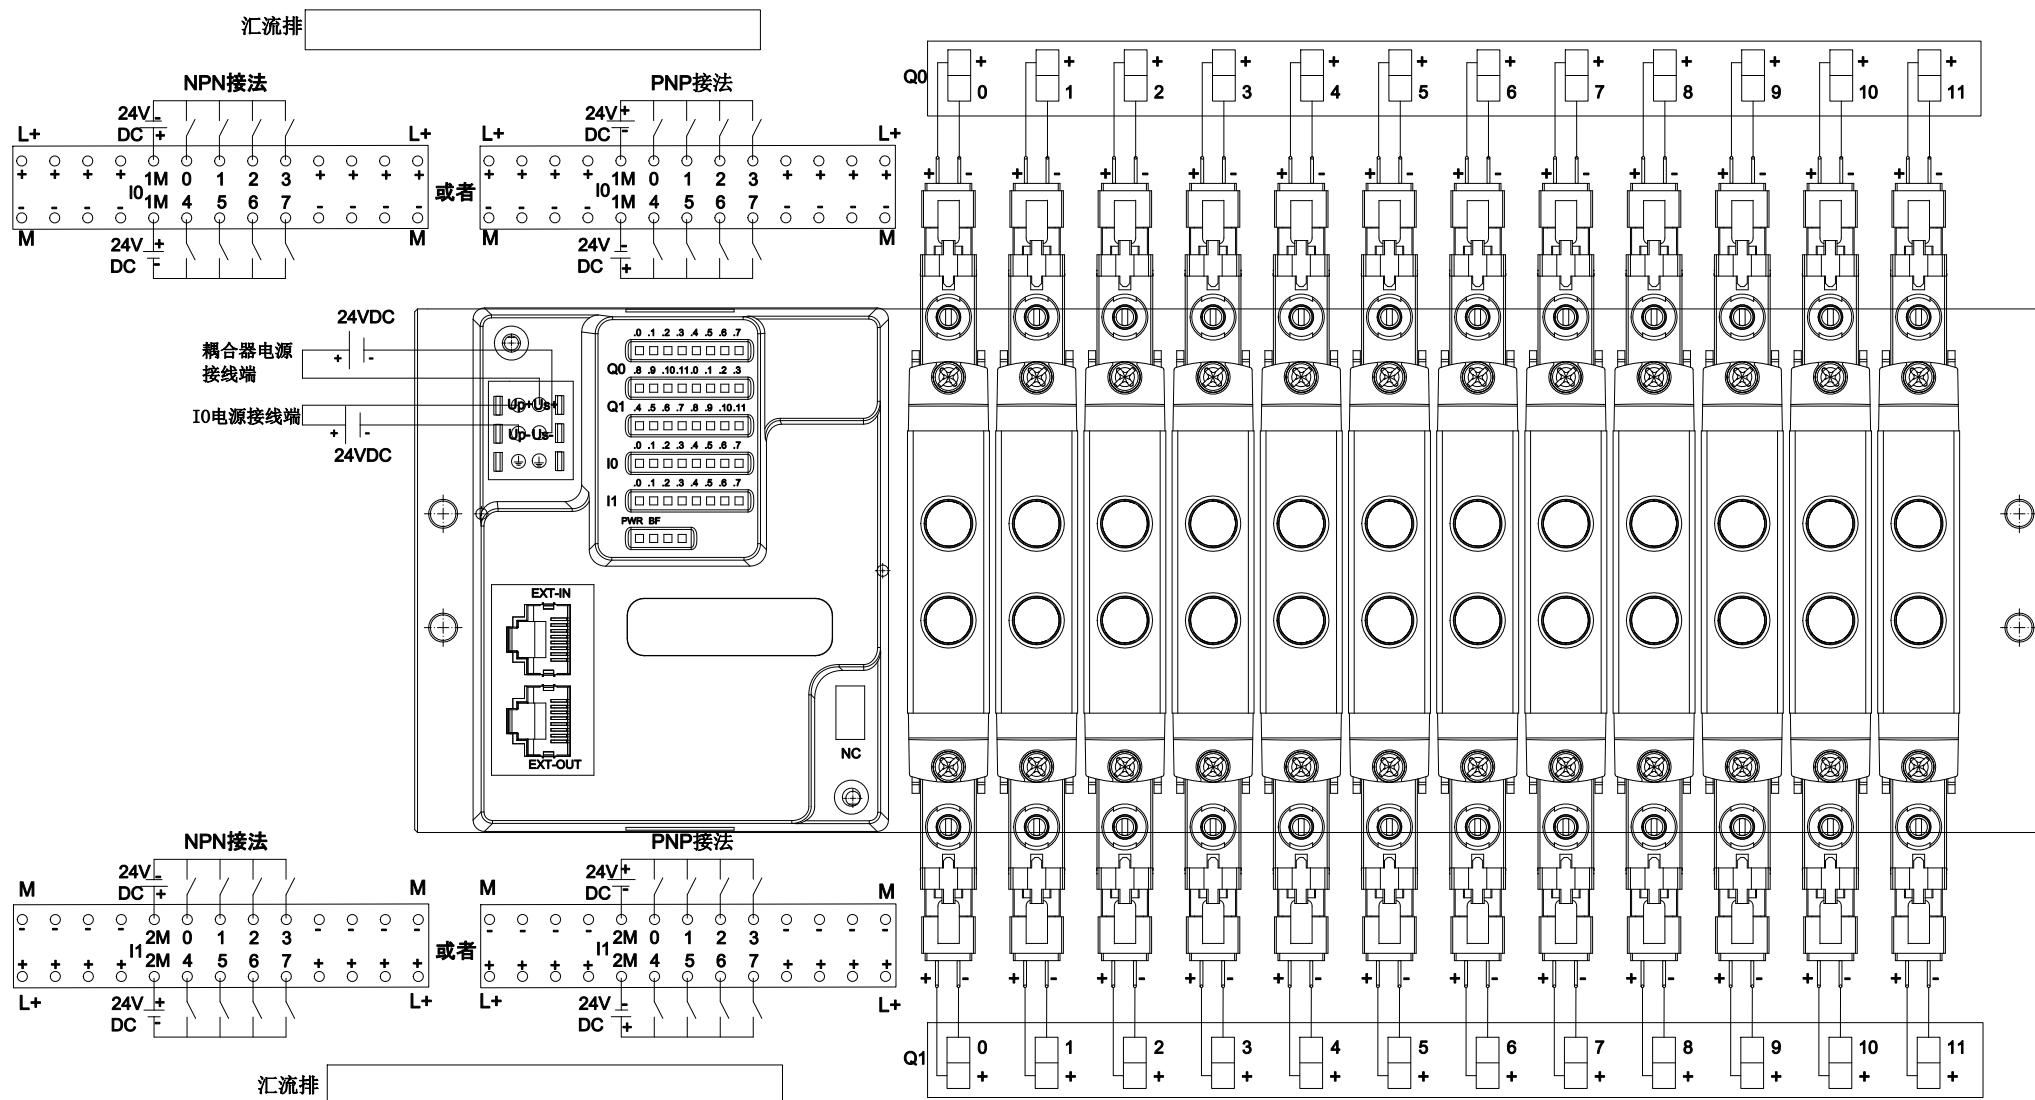 汇流排
NPN接法
PNP接法
24V - DC +
24V + DC -
L+ L+ L+ L+
+ + + + 1M 0 1 2 3 + + + +
I0
- - - - 1M 4 5 6 7 - - - -
或者
+ + + + 1M 0 1 2 3 + + + +
I0
- - - - 1M 4 5 6 7 - - - -
M M M M
24V + DC -
24V - DC +
Q0
+ + + + + + + + + + + +
0 1 2 3 4 5 6 7 8 9 10 11
+ - + - + - + - + - + - + - + - + - + - + - + -
24VDC
+ -
耦合器电源
接线端
IO电源接线端
+ -
24VDC
Up+ Us+
Up- Us-
.0 .1 .2 .3 .4 .5 .6 .7
Q0 .8 .9 .10 .11 .0 .1 .2 .3
Q1 .4 .5 .6 .7 .8 .9 .10 .11
.0 .1 .2 .3 .4 .5 .6 .7
I0
.0 .1 .2 .3 .4 .5 .6 .7
I1
PWR BF
EXT-IN
EXT-OUT
NC
NPN接法
PNP接法
24V - DC +
24V + DC -
M M M M
- - - - 2M 0 1 2 3 - - - -
I1
+ + + + 2M 4 5 6 7 + + + +
或者
- - - - 2M 0 1 2 3 - - - -
I1
+ + + + 2M 4 5 6 7 + + + +
L+ L+ L+ L+
24V + DC -
24V - DC +
+ - + - + - + - + - + - + - + - + - + - + - + -
Q1
0 1 2 3 4 5 6 7 8 9 10 11
+ + + + + + + + + + + +
汇流排